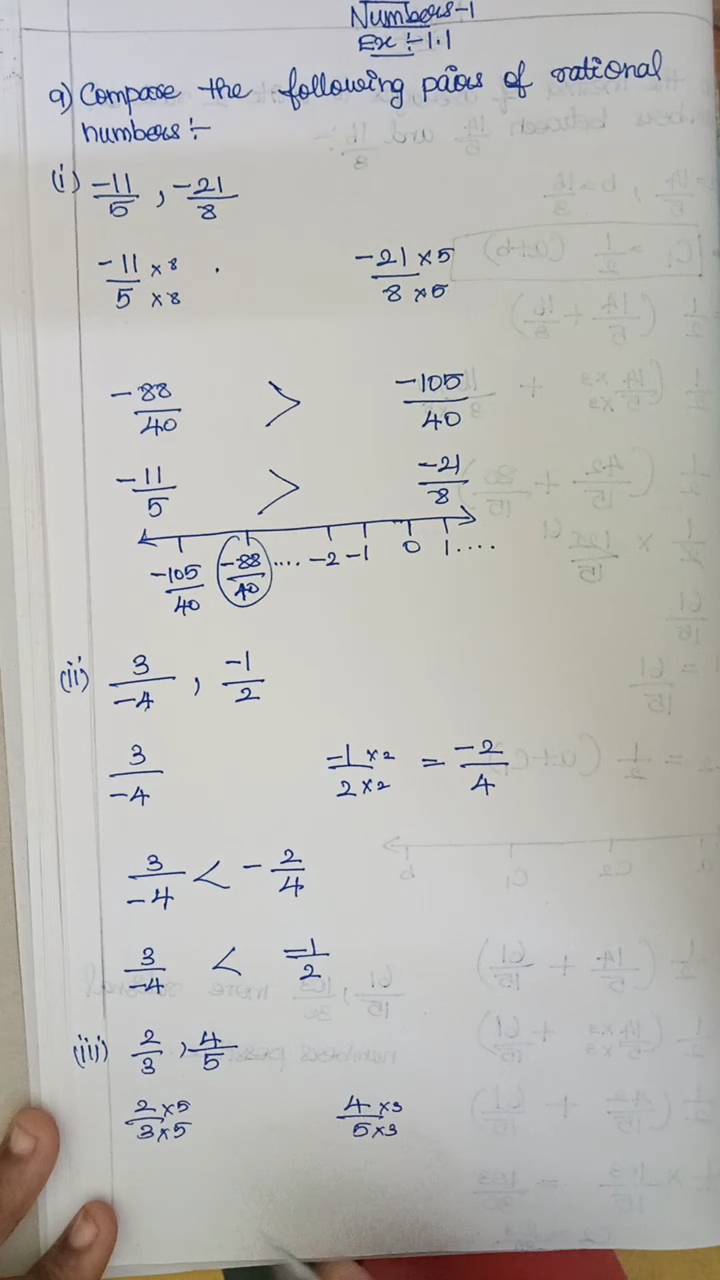 Numbers-1
Ex :- 1.1
9) Compare the following pairs of rational
numbers :-
(i) -11/5 , -21/8
-11/5 ×8/×8 . -21×5/8×5
-88/40 > -105/40
-11/5 > -21/8
-105/40 -88/40 .... -2 -1 0 1 ....
(ii) 3/-4 , -1/2
3/-4 -1×2/2×2 = -2/4
3/-4 < -2/4
3/-4 < -1/2
(iii) 2/3 , 4/5
2×5/3×5 4×3/5×3